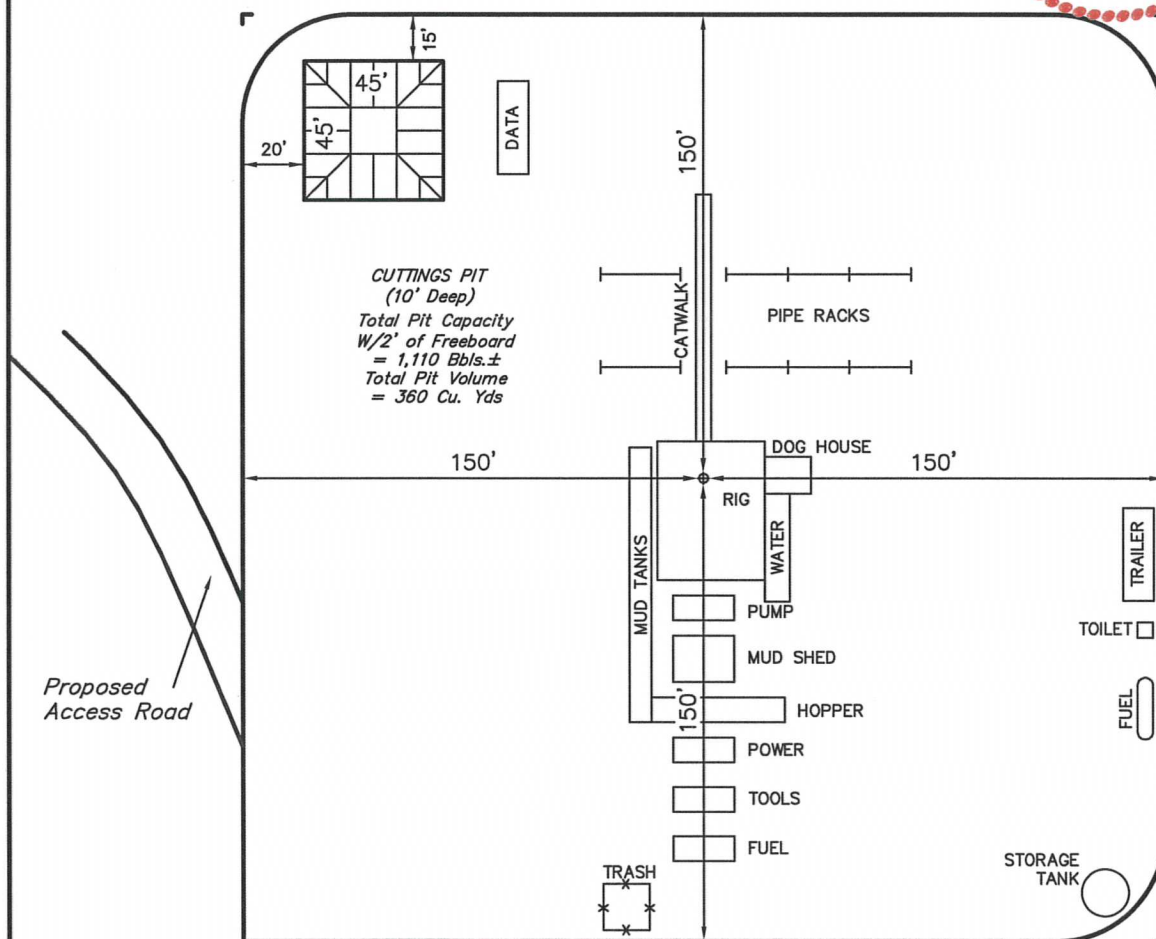 15'
45'
45'
20'
DATA
150'
CUTTINGS PIT
(10' Deep)
Total Pit Capacity
W/2' of Freeboard
= 1,110 Bbls.±
Total Pit Volume
= 360 Cu. Yds
CATWALK
PIPE RACKS
DOG HOUSE
150'
150'
RIG
MUD TANKS
WATER
TRAILER
PUMP
TOILET
MUD SHED
Proposed
Access Road
150'
HOPPER
FUEL
POWER
TOOLS
FUEL
TRASH
STORAGE
TANK